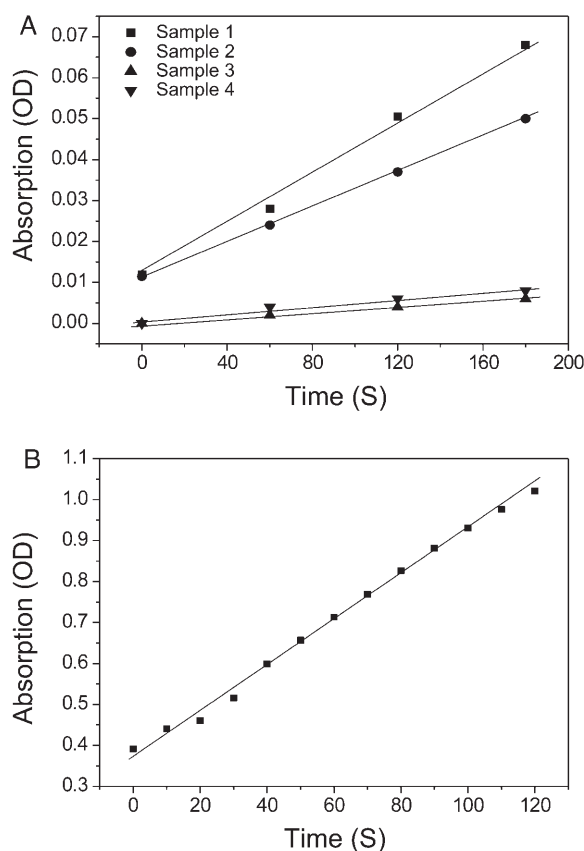 A
Sample 1
Sample 2
Sample 3
Sample 4
Absorption (OD)
0.07
0.06
0.05
0.04
0.03
0.02
0.01
0.00
0 40 80 120 160 200
Time (S)
B
Absorption (OD)
1.1
1.0
0.9
0.8
0.7
0.6
0.5
0.4
0.3
0 20 40 60 80 100 120
Time (S)